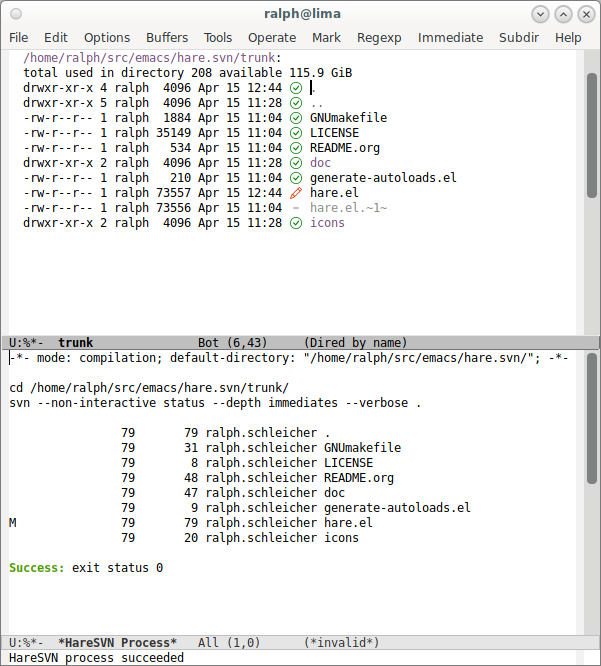 ralph@lima
File Edit Options Buffers Tools Operate Mark Regexp Immediate Subdir Help
/home/ralph/src/emacs/hare.svn/trunk:
total used in directory 208 available 115.9 GiB
drwxr-xr-x 4 ralph  4096 Apr 15 12:44 .
drwxr-xr-x 5 ralph  4096 Apr 15 11:28 ..
-rw-r--r-- 1 ralph  1884 Apr 15 11:04 GNUmakefile
-rw-r--r-- 1 ralph 35149 Apr 15 11:04 LICENSE
-rw-r--r-- 1 ralph   534 Apr 15 11:04 README.org
drwxr-xr-x 2 ralph  4096 Apr 15 11:28 doc
-rw-r--r-- 1 ralph   210 Apr 15 11:04 generate-autoloads.el
-rw-r--r-- 1 ralph 73557 Apr 15 12:44 hare.el
-rw-r--r-- 1 ralph 73556 Apr 15 11:04 – hare.el.~1~
drwxr-xr-x 2 ralph  4096 Apr 15 11:28 icons
U:%*-  trunk                Bot (6,43)     (Dired by name)
-*- mode: compilation; default-directory: "/home/ralph/src/emacs/hare.svn/"; -*-
cd /home/ralph/src/emacs/hare.svn/trunk/
svn --non-interactive status --depth immediates --verbose .
                79       79 ralph.schleicher .
                79       31 ralph.schleicher GNUmakefile
                79        8 ralph.schleicher LICENSE
                79       48 ralph.schleicher README.org
                79       47 ralph.schleicher doc
                79        9 ralph.schleicher generate-autoloads.el
M               79       79 ralph.schleicher hare.el
                79       20 ralph.schleicher icons
Success: exit status 0
U:%*-  *HareSVN Process*   All (1,0)      (*invalid*)
HareSVN process succeeded